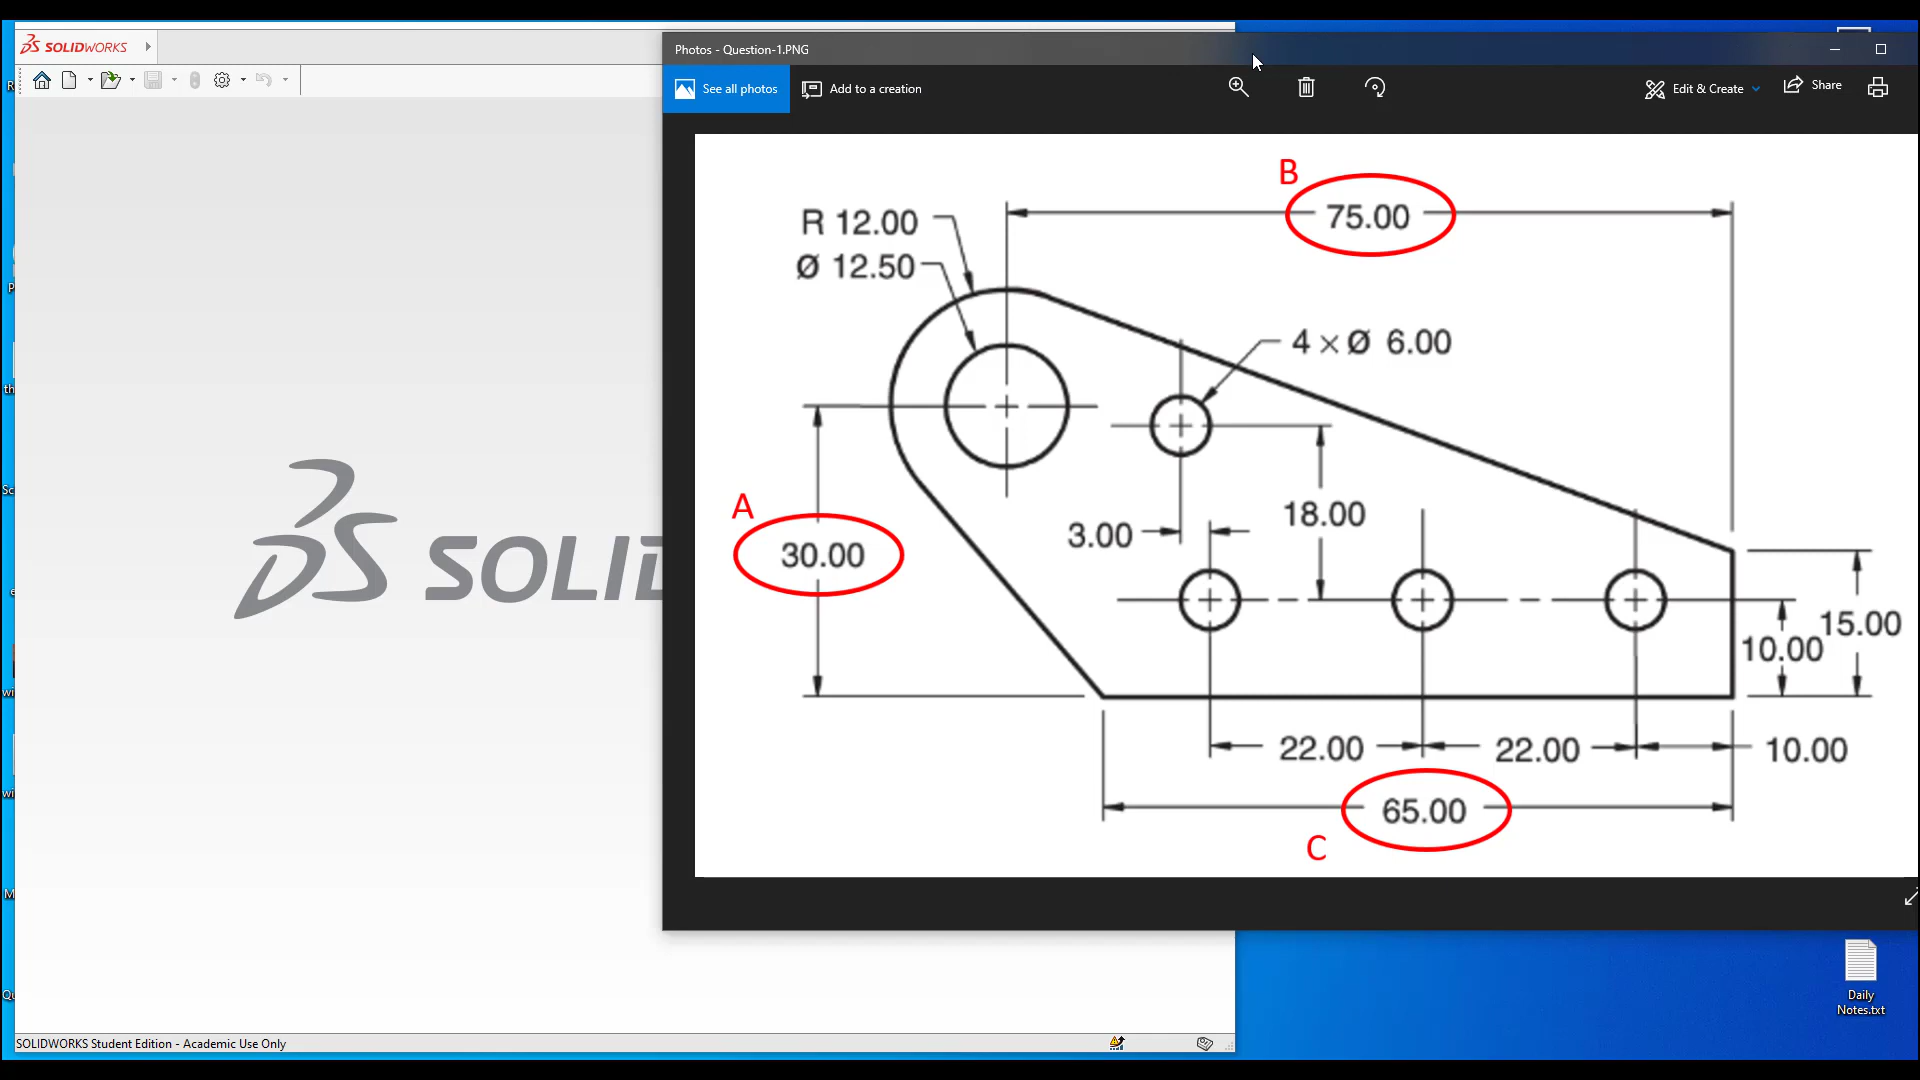 SOLIDWORKS
Photos - Question-1.PNG
See all photos
Add to a creation
Edit & Create
Share
B
75.00
R 12.00
Ø 12.50
4 × Ø 6.00
A
30.00
3.00
18.00
15.00
10.00
22.00
22.00
10.00
65.00
C
Daily
Notes.txt
SOLIDWORKS Student Edition - Academic Use Only